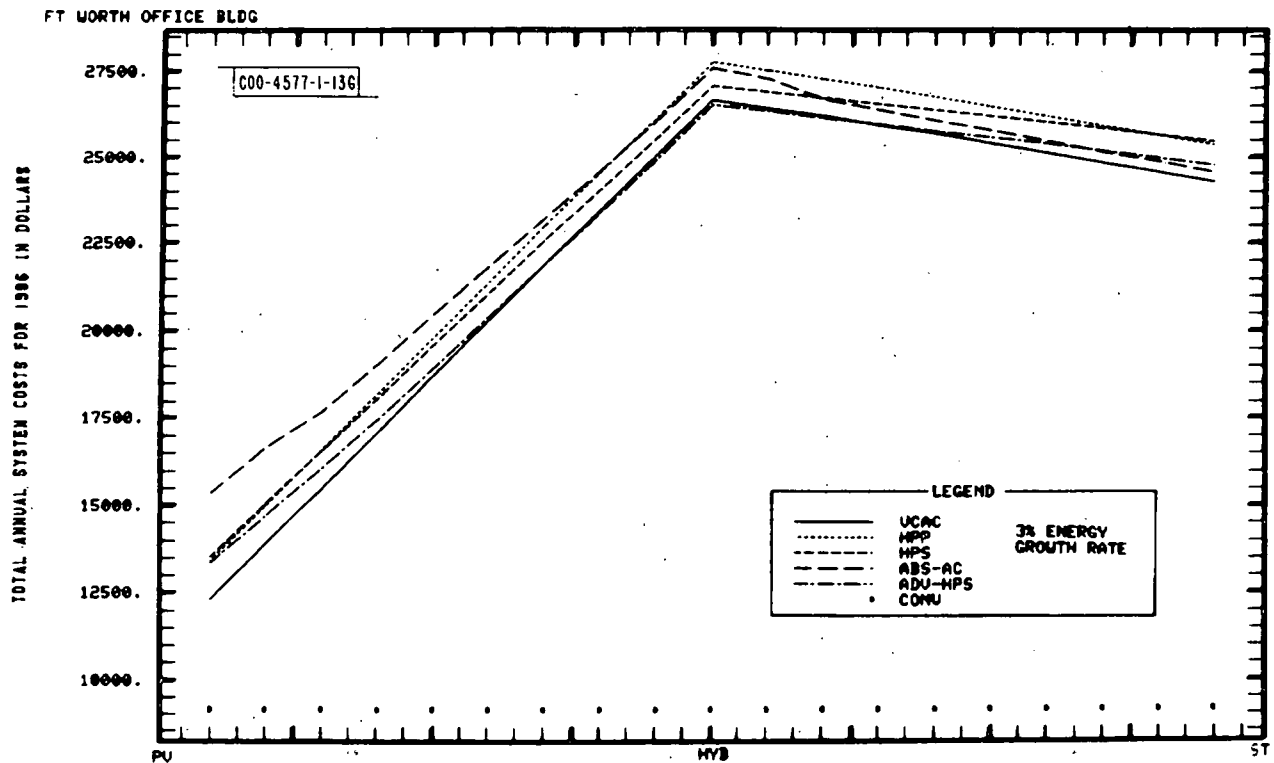 FT WORTH OFFICE BLDG
COO-4577-1-136
TOTAL ANNUAL SYSTEM COSTS FOR 1986 IN DOLLARS
27500.
25000.
22500.
20000.
17500.
15000.
12500.
10000.
LEGEND
VCAC
HPP
HPS
ABS-AC
ADV-HPS
CONV
3% ENERGY
GROWTH RATE
PV
HYB
ST